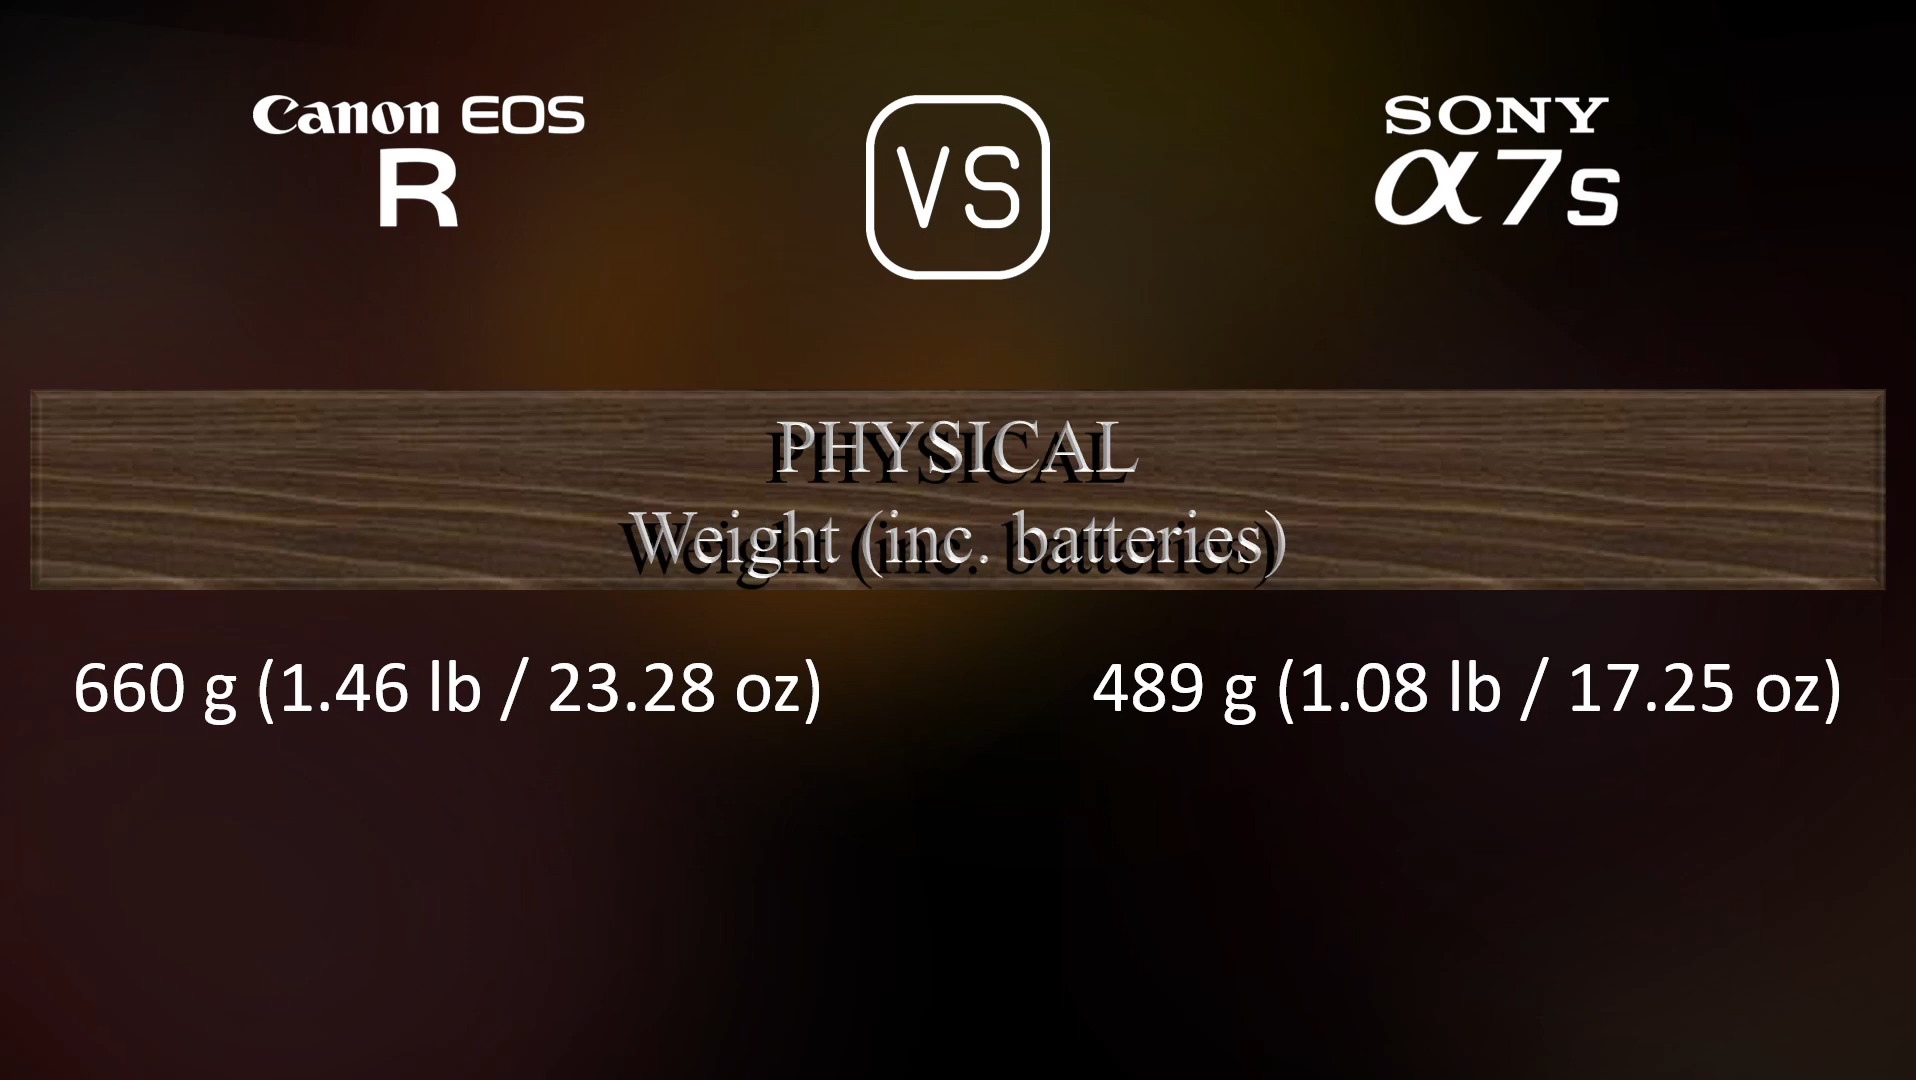 Canon EOS
R
VS
SONY
α7s
PHYSICAL
Weight (inc. batteries)
660 g (1.46 lb / 23.28 oz)
489 g (1.08 lb / 17.25 oz)